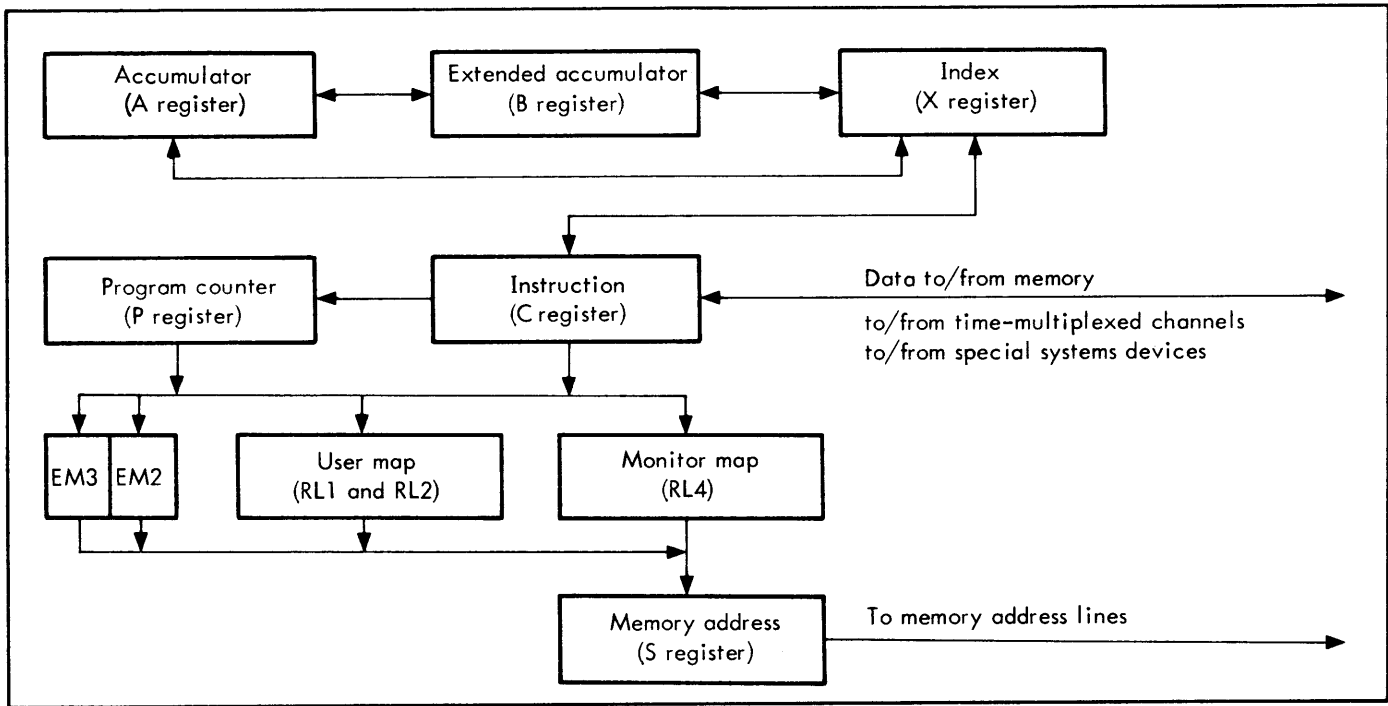 Accumulator
(A register)
Extended accumulator
(B register)
Index
(X register)
Program counter
(P register)
Instruction
(C register)
Data to/from memory
to/from time-multiplexed channels
to/from special systems devices
EM3
EM2
User map
(RL1 and RL2)
Monitor map
(RL4)
Memory address
(S register)
To memory address lines